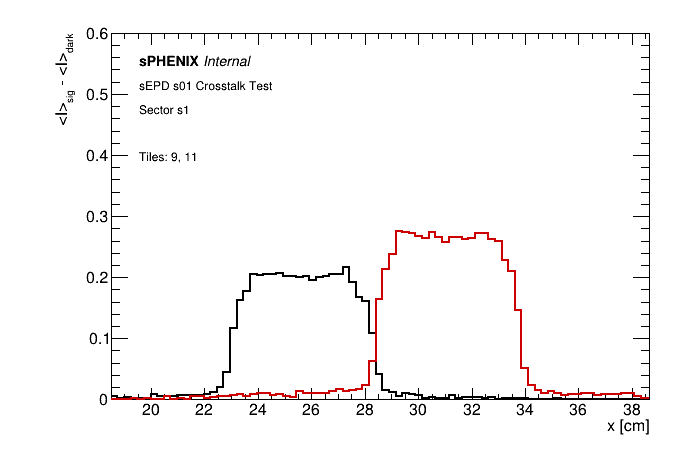 0.6
<I>sig - <I>dark
sPHENIX Internal
sEPD s01 Crosstalk Test
0.5
Sector s1
0.4
Tiles: 9, 11
0.3
0.2
0.1
0
20 22 24 26 28 30 32 34 36 38
x [cm]